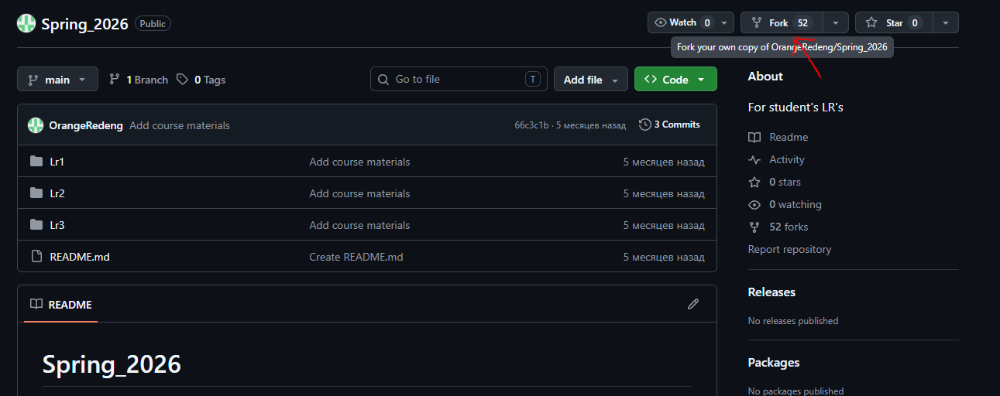 Spring_2026 Public Watch 0 Fork 52 Star 0
Fork your own copy of OrangeRedeng/Spring_2026
main 1 Branch 0 Tags Go to file T Add file Code
OrangeRedeng Add course materials 66c3c1b · 5 месяцев назад 3 Commits
Lr1 Add course materials 5 месяцев назад
Lr2 Add course materials 5 месяцев назад
Lr3 Add course materials 5 месяцев назад
README.md Create README.md 5 месяцев назад
README
Spring_2026
About
For student's LR's
Readme
Activity
0 stars
0 watching
52 forks
Report repository
Releases
No releases published
Packages
No packages published